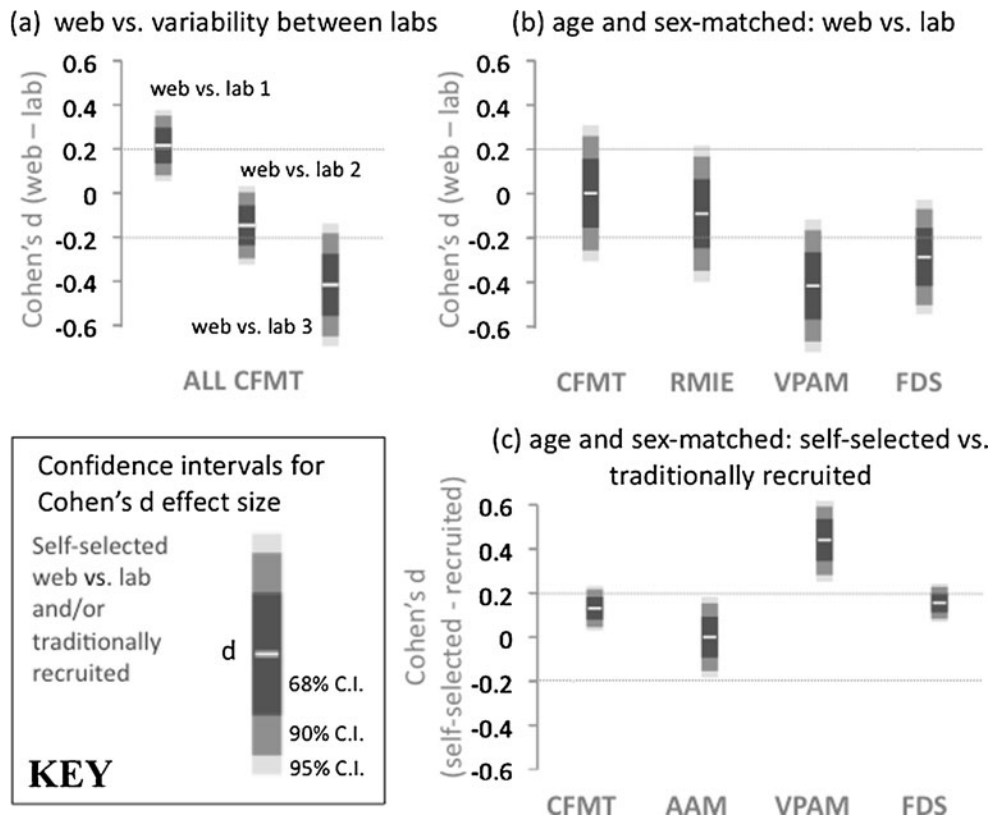 (a) web vs. variability between labs
Cohen's d (web – lab)
0.6
0.4
0.2
0
-0.2
-0.4
-0.6
web vs. lab 1
web vs. lab 2
web vs. lab 3
ALL CFMT
(b) age and sex-matched: web vs. lab
Cohen's d (web – lab)
0.6
0.4
0.2
0
-0.2
-0.4
-0.6
CFMT RMIE VPAM FDS
Confidence intervals for
Cohen's d effect size
Self-selected
web vs. lab
and/or
traditionally
recruited
d
68% C.I.
90% C.I.
95% C.I.
KEY
(c) age and sex-matched: self-selected vs.
traditionally recruited
Cohen's d
(self-selected - recruited)
0.6
0.4
0.2
0
-0.2
-0.4
-0.6
CFMT AAM VPAM FDS